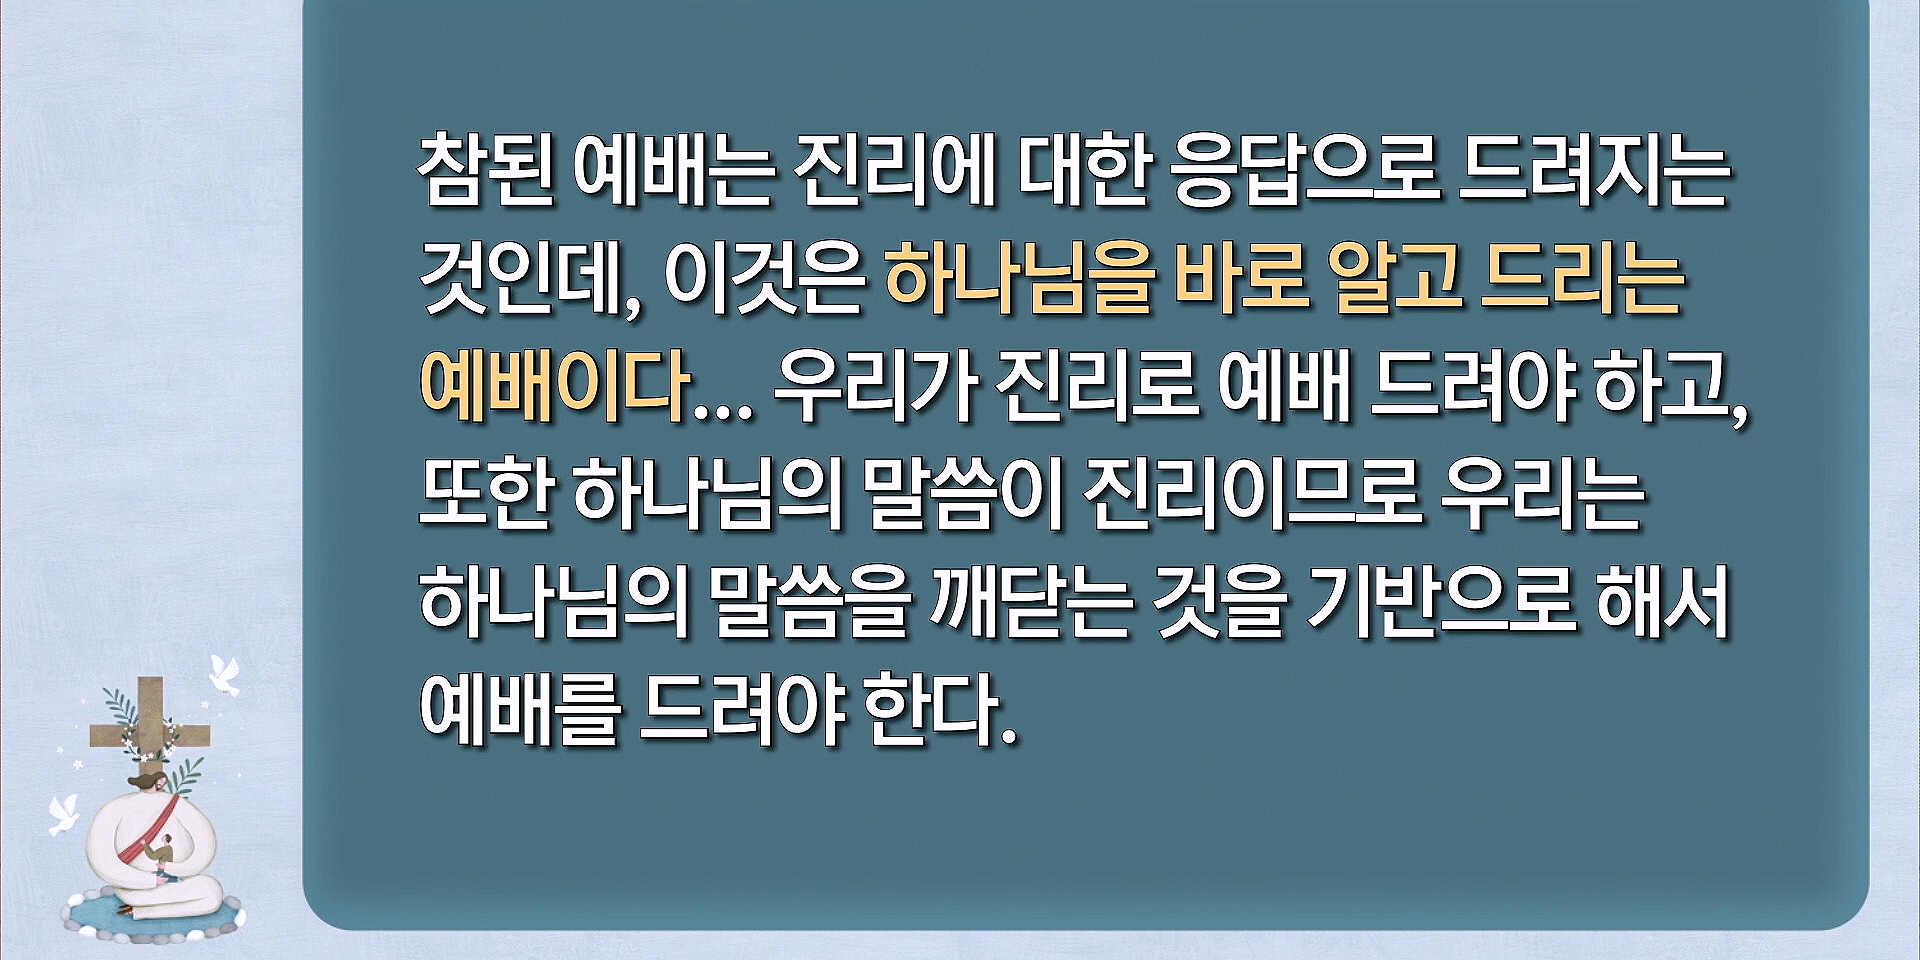 참된 예배는 진리에 대한 응답으로 드려지는
것인데, 이것은 하나님을 바로 알고 드리는
예배이다... 우리가 진리로 예배 드려야 하고,
또한 하나님의 말씀이 진리이므로 우리는
하나님의 말씀을 깨닫는 것을 기반으로 해서
예배를 드려야 한다.